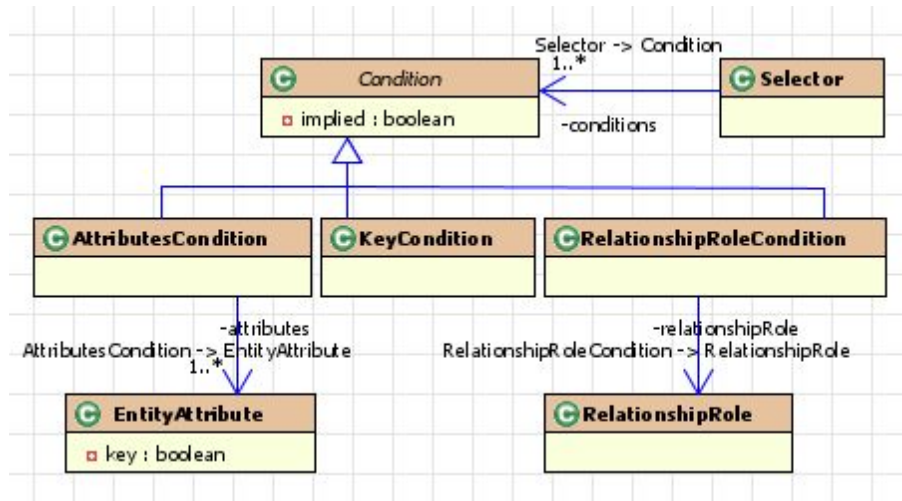 Selector -> Condition
1..*
C Condition
C Selector
implied : boolean
-conditions
C AttributesCondition
C KeyCondition
C RelationshipRoleCondition
-attributes
-relationshipRole
AttributesCondition -> EntityAttribute
RelationshipRoleCondition -> RelationshipRole
1..*
C EntityAttribute
C RelationshipRole
key : boolean